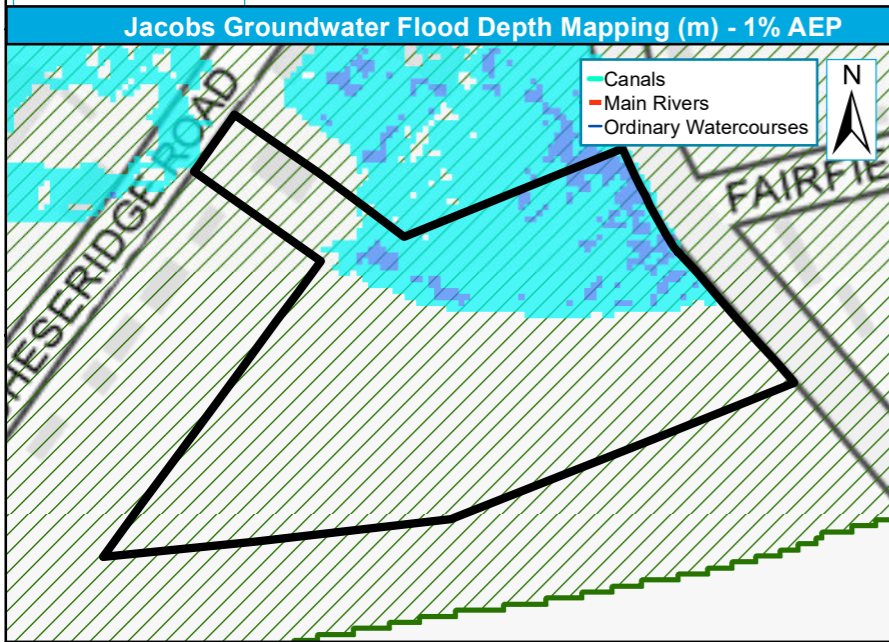 Jacobs Groundwater Flood Depth Mapping (m) - 1% AEP
Canals
Main Rivers
Ordinary Watercourses
N
HESERIDGE ROAD
FAIRFIE